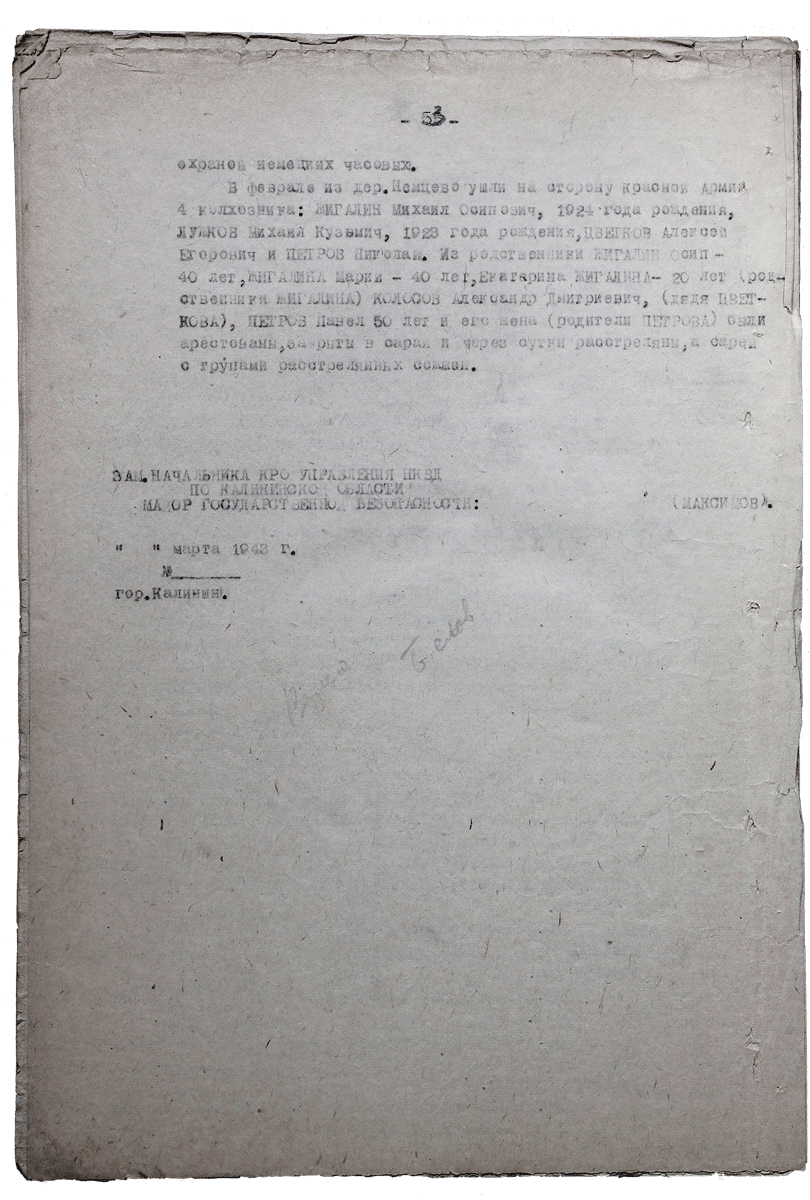 - 53 -
охраной немецких часовых.
В феврале из дер.Немцево ушли на сторону Красной Армии
4 колхозника: ЖИГАЛИН Михаил Осипович, 1924 года рождения,
ЛУЖКОВ Михаил Кузьмич, 1923 года рождения,ЦВЕТКОВ Алексей
Егорович и ПЕТРОВ Николай. Их родственники ЖИГАЛИН Осип -
40 лет,ЖИГАЛИНА Мария - 40 лет,Екатарина ЖИГАЛИНА- 20 лет (род-
ственники ЖИГАЛИНА) КОЛОСОВ Александр Дмитриевич, (дядя ЦВЕТ-
КОВА), ПЕТРОВ Павел 50 лет и его жена (родители ПЕТРОВА) были
арестованы,закрыты в сарай и через сутки расстреляны,а сарай
с трупами расстрелянных сожжен.
ЗАМ.НАЧАЛЬНИКА КРО УПРАВЛЕНИЯ НКВД
ПО КАЛИНИНСКОЙ ОБЛАСТИ
МАЙОР ГОСУДАРСТВЕННОЙ БЕЗОПАСНОСТИ: (МАКСИМОВ).
" " марта 1943 г.
№______
гор.Калинин.